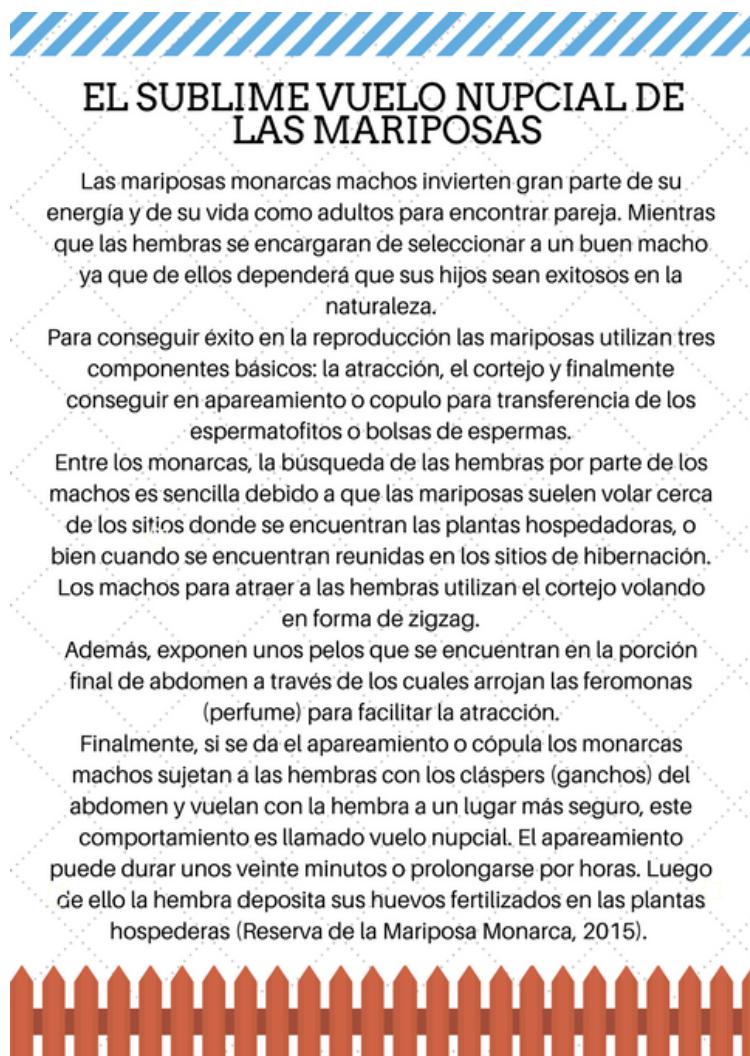 EL SUBLIME VUELO NUPCIAL DE
LAS MARIPOSAS
Las mariposas monarcas machos invierten gran parte de su
energía y de su vida como adultos para encontrar pareja. Mientras
que las hembras se encargaran de seleccionar a un buen macho
ya que de ellos dependerá que sus hijos sean exitosos en la
naturaleza.
Para conseguir éxito en la reproducción las mariposas utilizan tres
componentes básicos: la atracción, el cortejo y finalmente
conseguir en apareamiento o copulo para transferencia de los
espermatofitos o bolsas de espermas.
Entre los monarcas, la búsqueda de las hembras por parte de los
machos es sencilla debido a que las mariposas suelen volar cerca
de los sitios donde se encuentran las plantas hospedadoras, o
bien cuando se encuentran reunidas en los sitios de hibernación.
Los machos para atraer a las hembras utilizan el cortejo volando
en forma de zigzag.
Además, exponen unos pelos que se encuentran en la porción
final de abdomen a través de los cuales arrojan las feromonas
(perfume) para facilitar la atracción.
Finalmente, si se da el apareamiento o cópula los monarcas
machos sujetan a las hembras con los cláspers (ganchos) del
abdomen y vuelan con la hembra a un lugar más seguro, este
comportamiento es llamado vuelo nupcial. El apareamiento
puede durar unos veinte minutos o prolongarse por horas. Luego
de ello la hembra deposita sus huevos fertilizados en las plantas
hospederas (Reserva de la Mariposa Monarca, 2015).